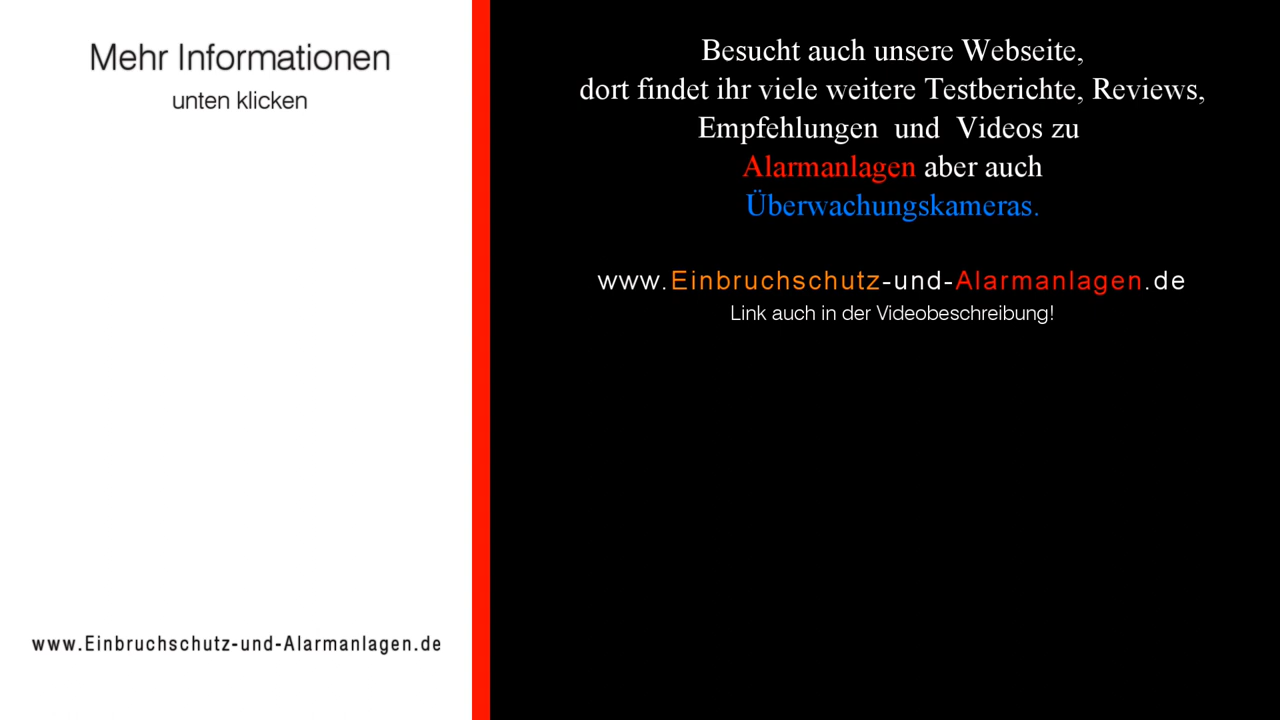 Mehr Informationen
unten klicken
www.Einbruchschutz-und-Alarmanlagen.de
Besucht auch unsere Webseite,
dort findet ihr viele weitere Testberichte, Reviews,
Empfehlungen und Videos zu
Alarmanlagen aber auch
Überwachungskameras.
www.Einbruchschutz-und-Alarmanlagen.de
Link auch in der Videobeschreibung!